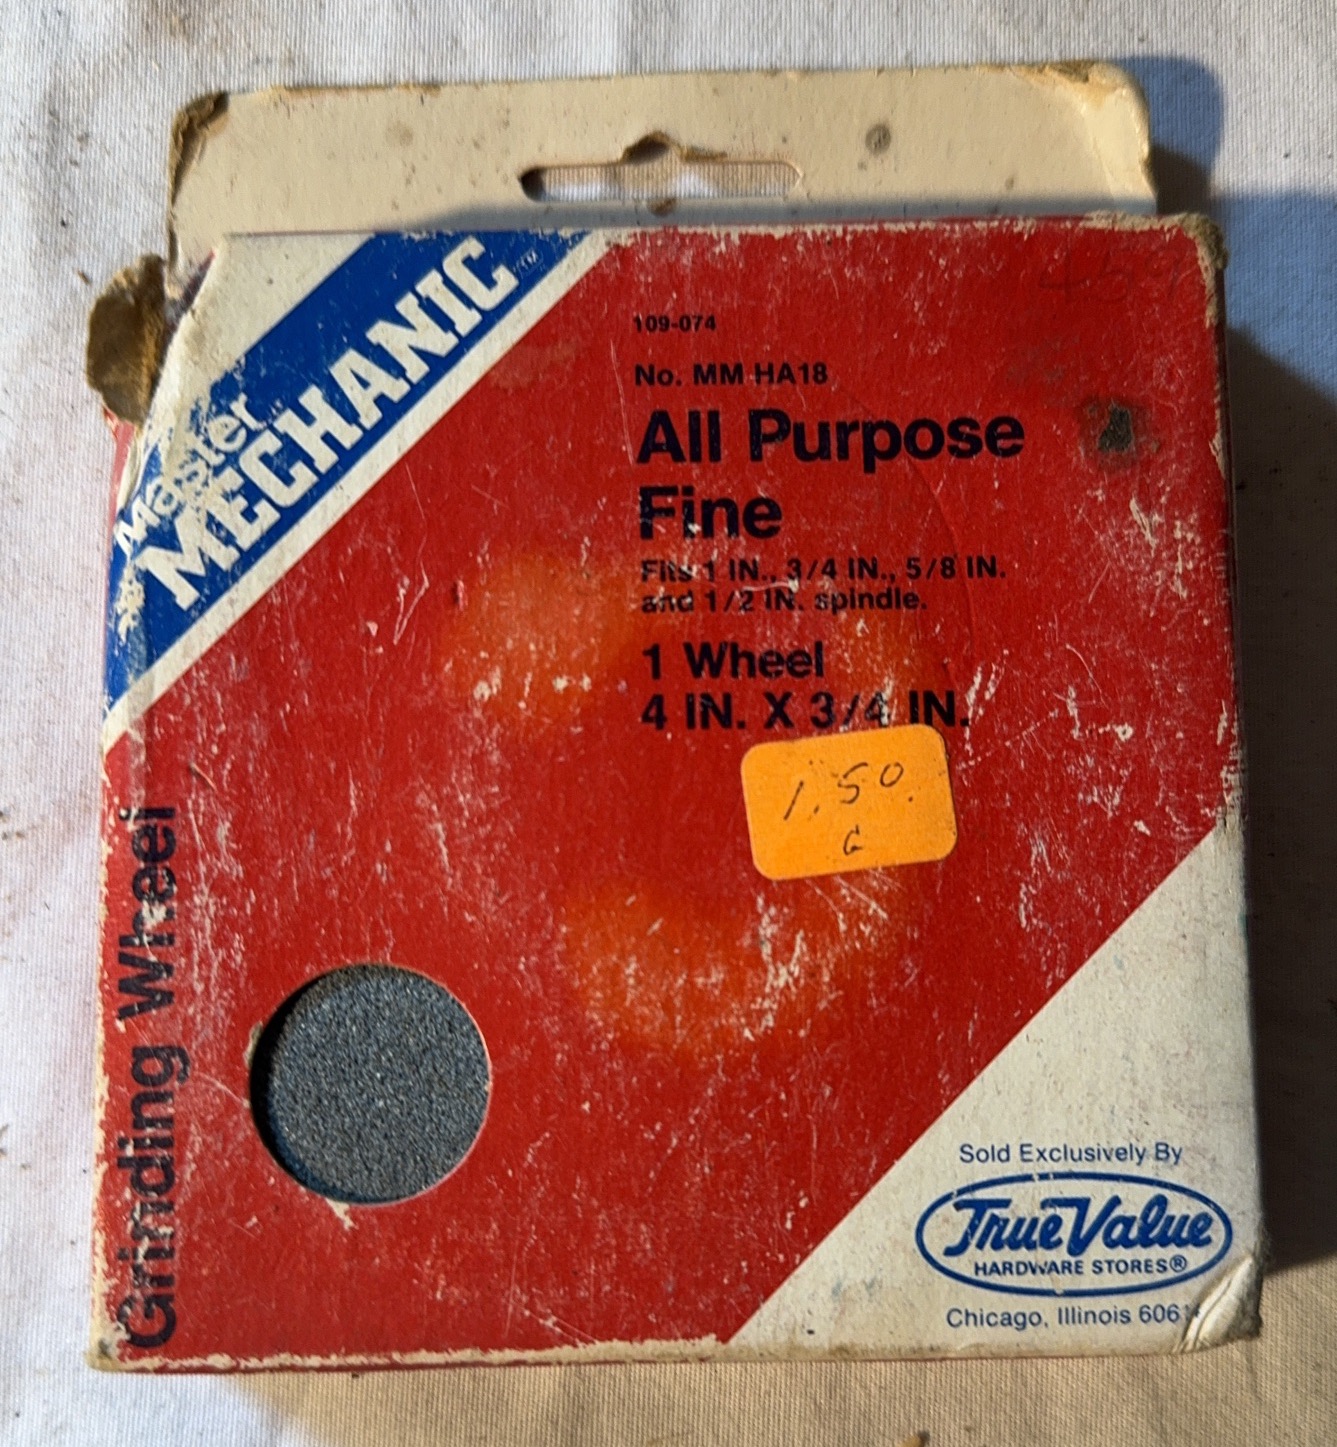 Master
MECHANIC™
109-074
No. MM HA18
All Purpose
Fine
Fits 1 IN., 3/4 IN., 5/8 IN.
and 1/2 IN. spindle.
1 Wheel
4 IN. X 3/4 IN.
1.50
G
Grinding Wheel
Sold Exclusively By
True Value
HARDWARE STORES®
Chicago, Illinois